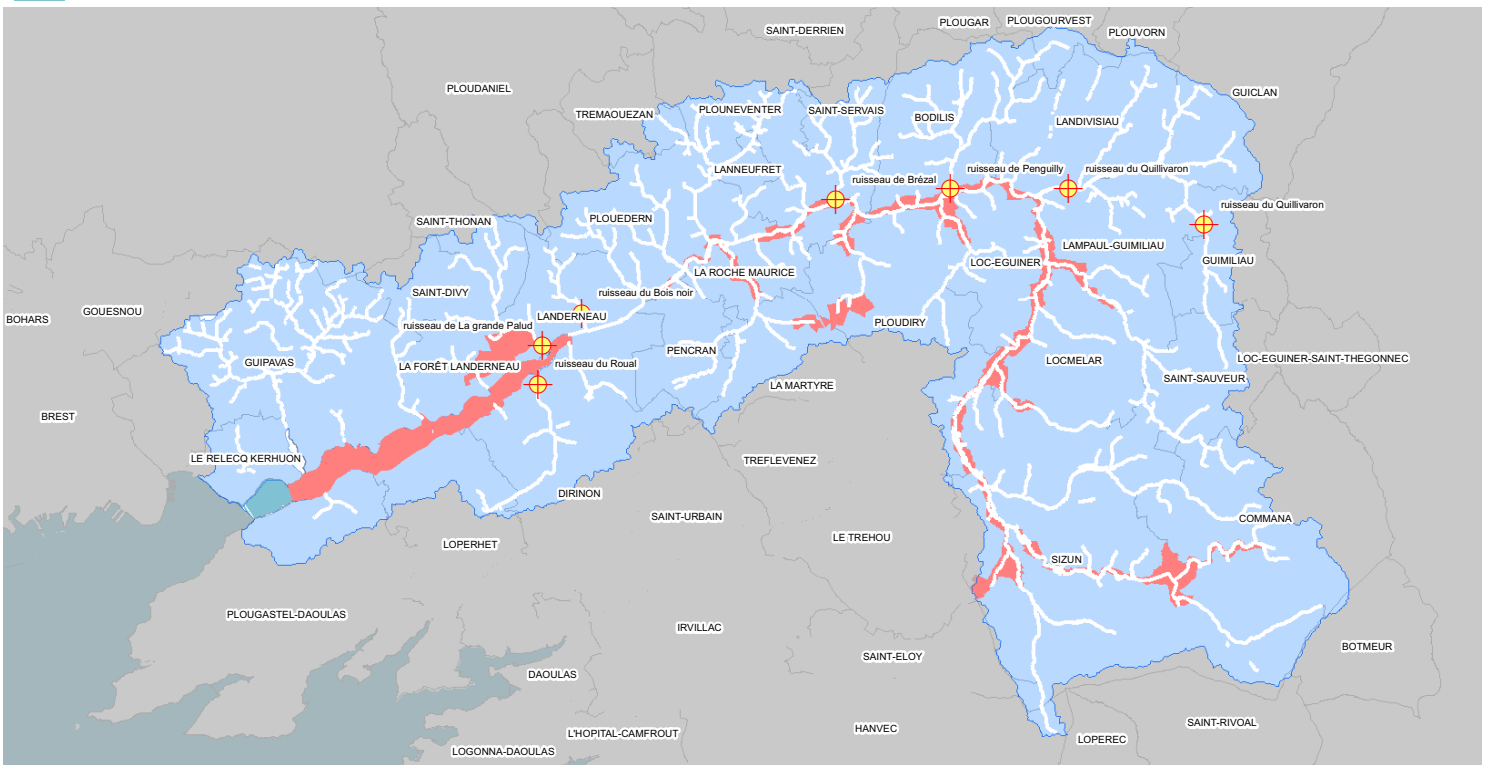 PLOUGAR
PLOUGOURVEST
SAINT-DERRIEN
PLOUVORN
PLOUDANIEL
GUICLAN
TREMAOUEZAN
PLOUNEVENTER
SAINT-SERVAIS
BODILIS
LANDIVISIAU
LANNEUFRET
ruisseau de Brézal
ruisseau de Penguilly
ruisseau du Quillivaron
ruisseau du Quillivaron
SAINT-THONAN
PLOUEDERN
LAMPAUL-GUIMILIAU
LOC-EGUINER
GUIMILIAU
LA ROCHE MAURICE
SAINT-DIVY
ruisseau du Bois noir
GOUESNOU
BOHARS
LANDERNEAU
ruisseau de La grande Palud
PLOUDIRY
PENCRAN
LOCMELAR
LOC-EGUINER-SAINT-THEGONNEC
GUIPAVAS
LA FORÊT LANDERNEAU
ruisseau du Roual
SAINT-SAUVEUR
LA MARTYRE
BREST
LE RELECQ KERHUON
TREFLEVENEZ
DIRINON
SAINT-URBAIN
COMMANA
LE TREHOU
LOPERHET
SIZUN
PLOUGASTEL-DAOULAS
IRVILLAC
SAINT-ELOY
BOTMEUR
DAOULAS
SAINT-RIVOAL
HANVEC
L'HOPITAL-CAMFROUT
LOPEREC
LOGONNA-DAOULAS